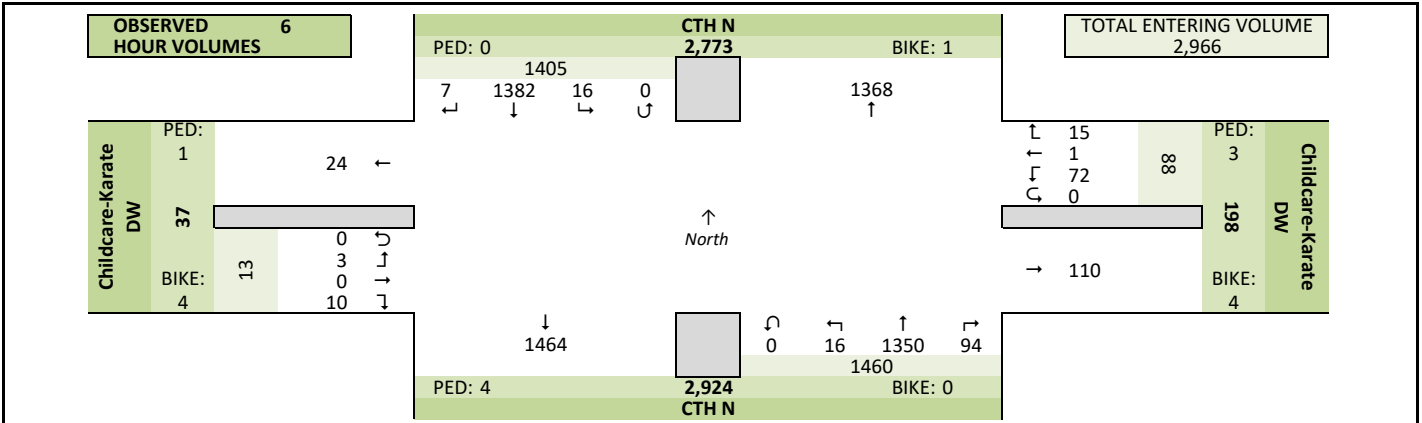 OBSERVED 6
HOUR VOLUMES
CTH N
PED: 0 2,773 BIKE: 1
TOTAL ENTERING VOLUME
2,966
1405
7 1382 16 0
↵ ↓ ↳ ↺
1368
↑
Childcare-Karate
DW
PED:
1
37
BIKE:
4
24 ←
13
0 ⮌
3 ↰
0 →
10 ↴
↑
North
↑ 15
← 1
↓ 72
↩ 0
88
→ 110
PED:
3
198
BIKE:
4
Childcare-Karate
DW
↓
1464
↶ ↰ ↑ ↱
0 16 1350 94
1460
PED: 4 2,924 BIKE: 0
CTH N